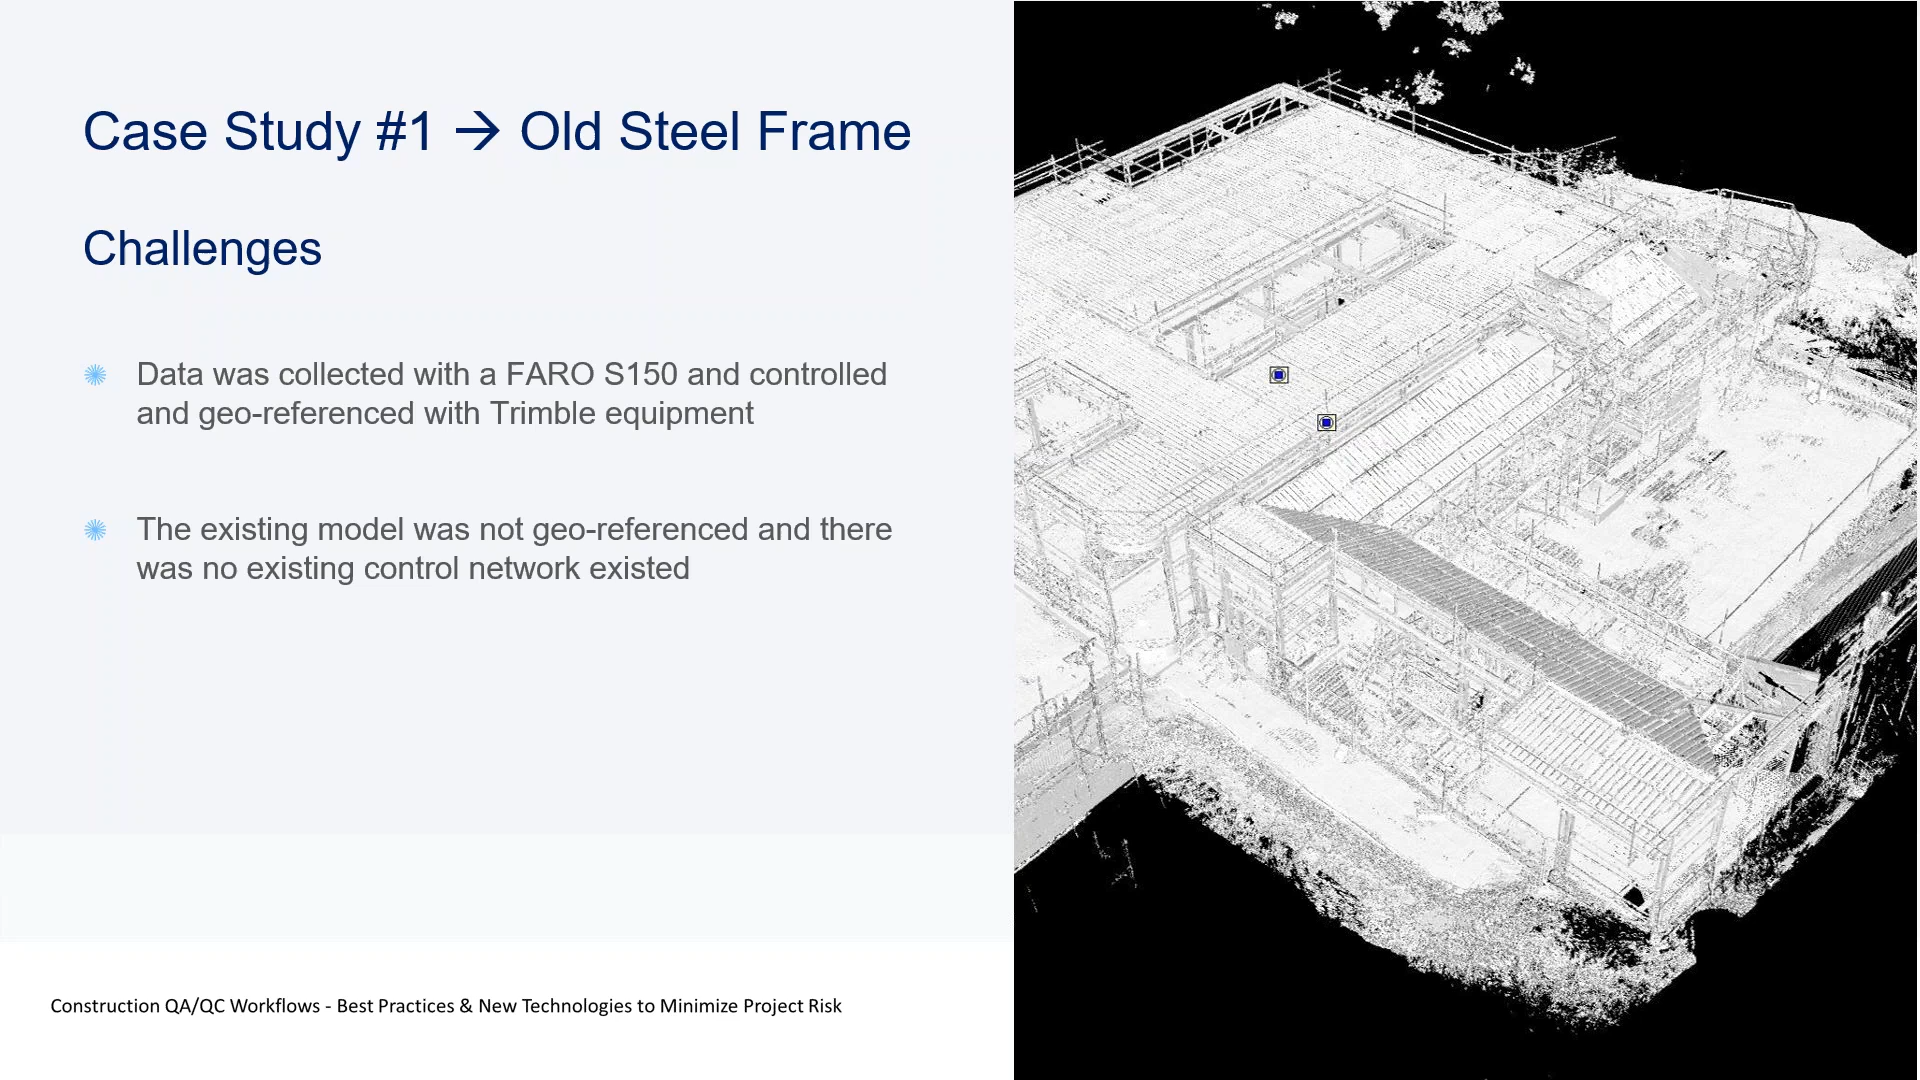 Case Study #1 → Old Steel Frame
Challenges
Data was collected with a FARO S150 and controlled
and geo-referenced with Trimble equipment
The existing model was not geo-referenced and there
was no existing control network existed
Construction QA/QC Workflows - Best Practices & New Technologies to Minimize Project Risk